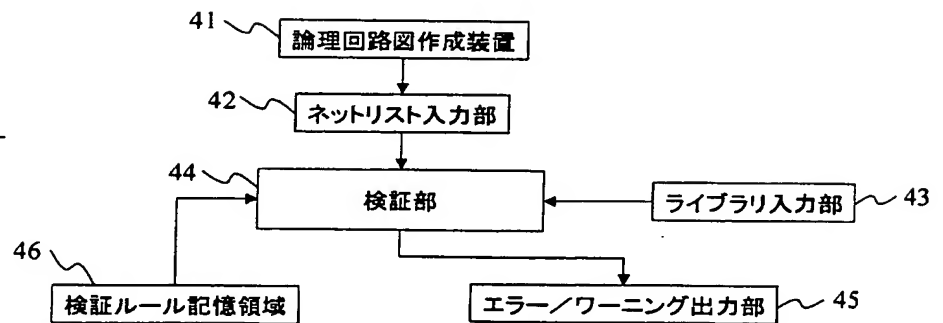 41
論理回路図作成装置
42
ネットリスト入力部
44
検証部
ライブラリ入力部
43
46
検証ルール記憶領域
エラー／ワーニング出力部
45